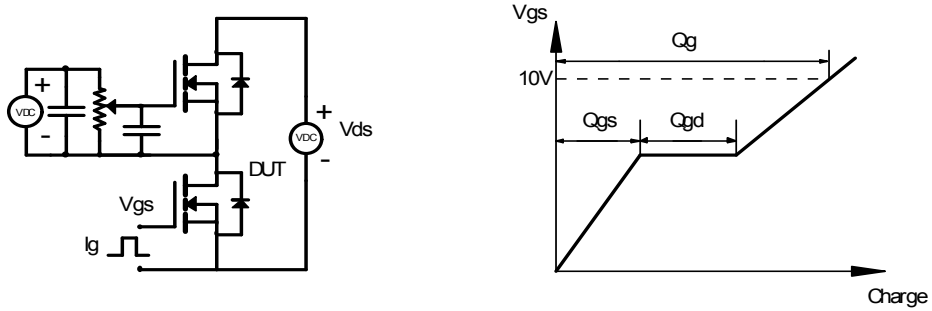 +
VDC
-
+
VDC
-
Vds
DUT
Vgs
Ig
Vgs
10V
Qg
Qgs
Qgd
Charge